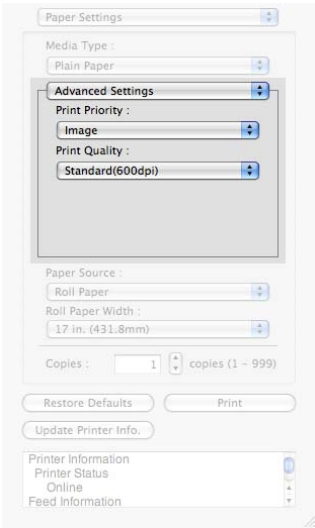 Paper Settings
Media Type :
Plain Paper
Advanced Settings
Print Priority :
Image
Print Quality :
Standard(600dpi)
Paper Source :
Roll Paper
Roll Paper Width :
17 in. (431.8mm)
Copies : 1 copies (1 - 999)
Restore Defaults Print
Update Printer Info.
Printer Information
Printer Status
Online
Feed Information